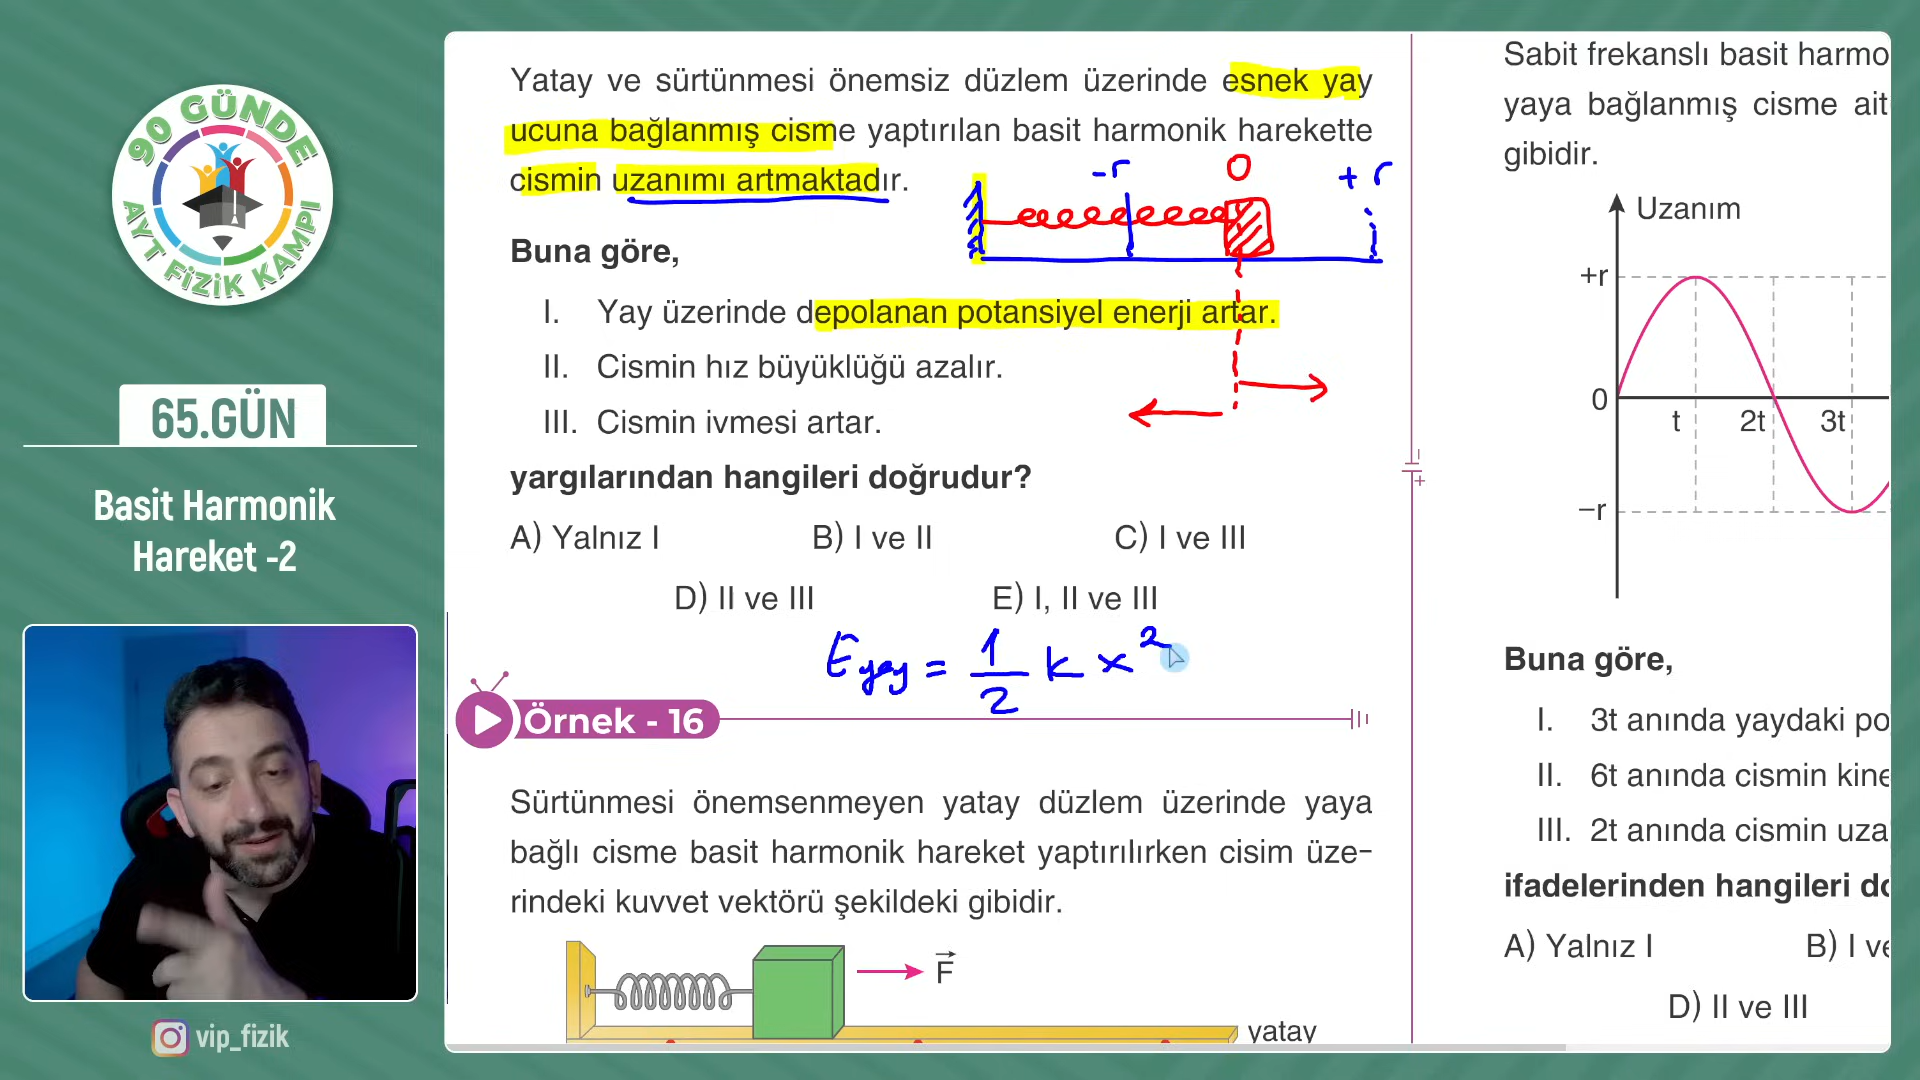 90 GÜNDE
AYT FİZİK KAMPI
65.GÜN
Basit Harmonik
Hareket -2
vip_fizik
Yatay ve sürtünmesi önemsiz düzlem üzerinde esnek yay
ucuna bağlanmış cisme yaptırılan basit harmonik harekette
cismin uzanımı artmaktadır.
-r
O
+r
Buna göre,
I. Yay üzerinde depolanan potansiyel enerji artar.
II. Cismin hız büyüklüğü azalır.
III. Cismin ivmesi artar.
yargılarından hangileri doğrudur?
A) Yalnız I
B) I ve II
C) I ve III
D) II ve III
E) I, II ve III
Eyay = 1/2 k x²
Örnek - 16
Sürtünmesi önemsenmeyen yatay düzlem üzerinde yaya
bağlı cisme basit harmonik hareket yaptırılırken cisim üze-
rindeki kuvvet vektörü şekildeki gibidir.
F
yatay
Sabit frekanslı basit harmo
yaya bağlanmış cisme ait
gibidir.
Uzanım
+r
0
t
2t
3t
−r
Buna göre,
I. 3t anında yaydaki po
II. 6t anında cismin kine
III. 2t anında cismin uza
ifadelerinden hangileri do
A) Yalnız I
B) I ve
D) II ve III